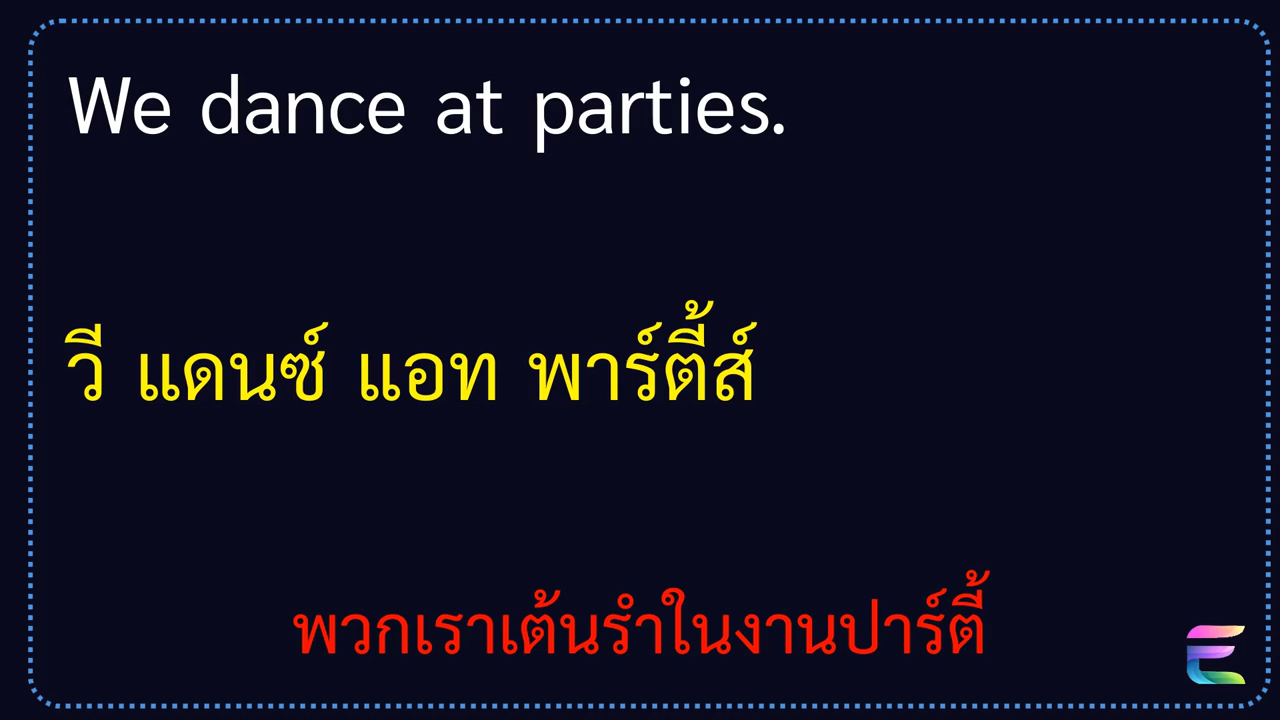 We dance at parties.
วี แดนซ์ แอท พาร์ตี้ส์
พวกเราเต้นรำในงานปาร์ตี้